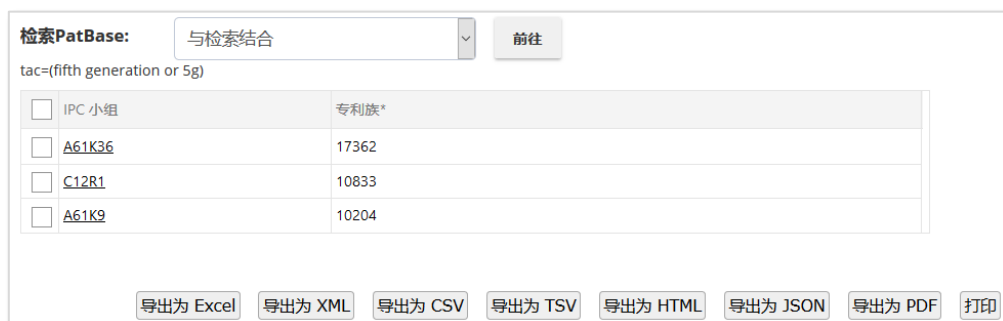 检索PatBase: 与检索结合 前往
tac=(fifth generation or 5g)
IPC 小组 专利族*
A61K36 17362
C12R1 10833
A61K9 10204
导出为 Excel 导出为 XML 导出为 CSV 导出为 TSV 导出为 HTML 导出为 JSON 导出为 PDF 打印